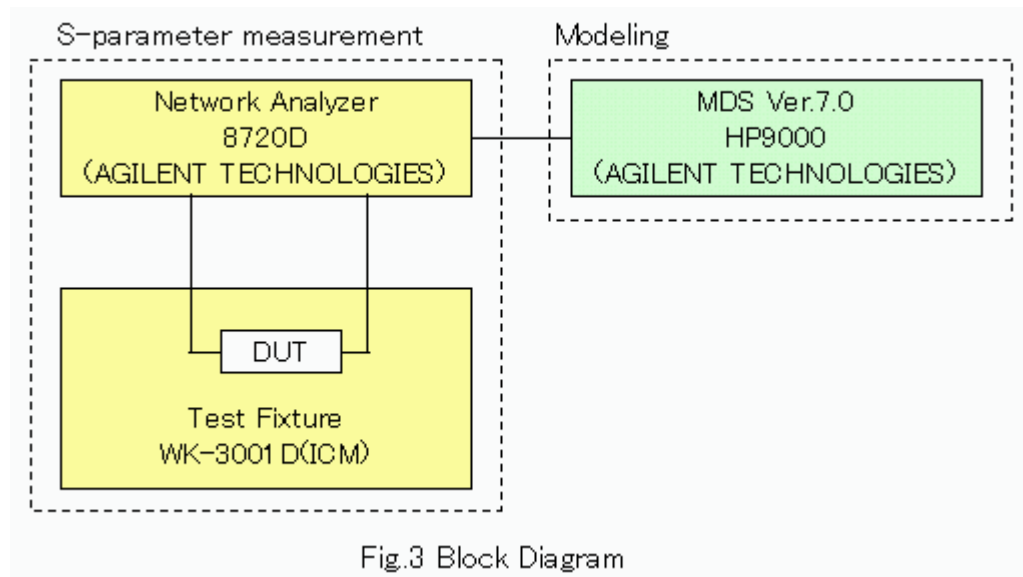 S-parameter measurement
Modeling
Network Analyzer
8720D
(AGILENT TECHNOLOGIES)
MDS Ver.7.0
HP9000
(AGILENT TECHNOLOGIES)
DUT
Test Fixture
WK-3001D(ICM)
Fig.3 Block Diagram